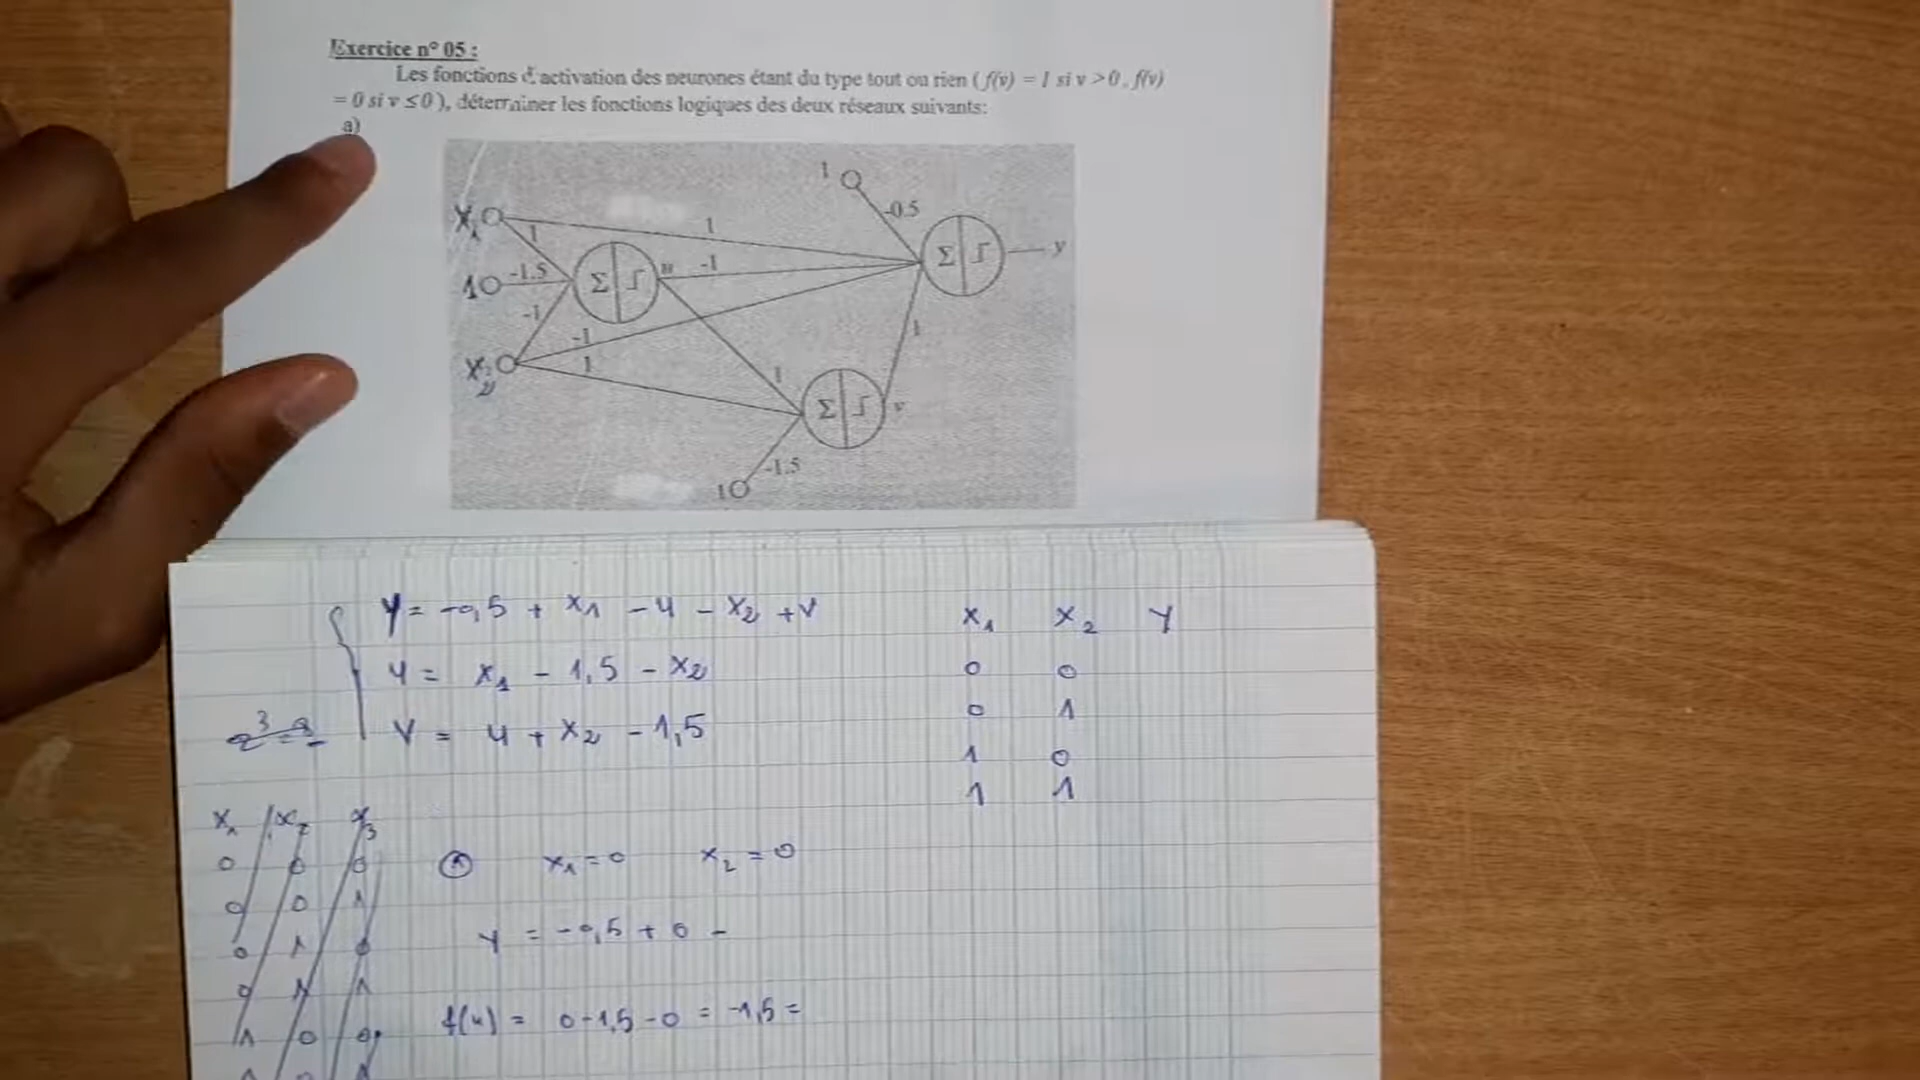 Exercice n° 05 :
Les fonctions d'activation des neurones étant du type tout ou rien ( f(v) = 1 si v > 0 , f(v)
= 0 si v ≤ 0 ), déterminer les fonctions logiques des deux réseaux suivants:
a)
1
-0.5
X1
1
1
Σ
y
1
-1.5
Σ
u
-1
-1
-1
1
X2
1
1
1
Σ
v
-1.5
1
Y = -0,5 + X1 - u - X2 + V
u = X1 - 1,5 - X2
V = u + X2 - 1,5
X1 X2 Y
0 0
0 1
1 0
1 1
X1 X2 X3
0 0 0
0 0 1
0 1 0
0 1 1
1 0 0
① X1 = 0 X2 = 0
Y = -0,5 + 0 -
f(u) = 0 - 1,5 - 0 = -1,5 =